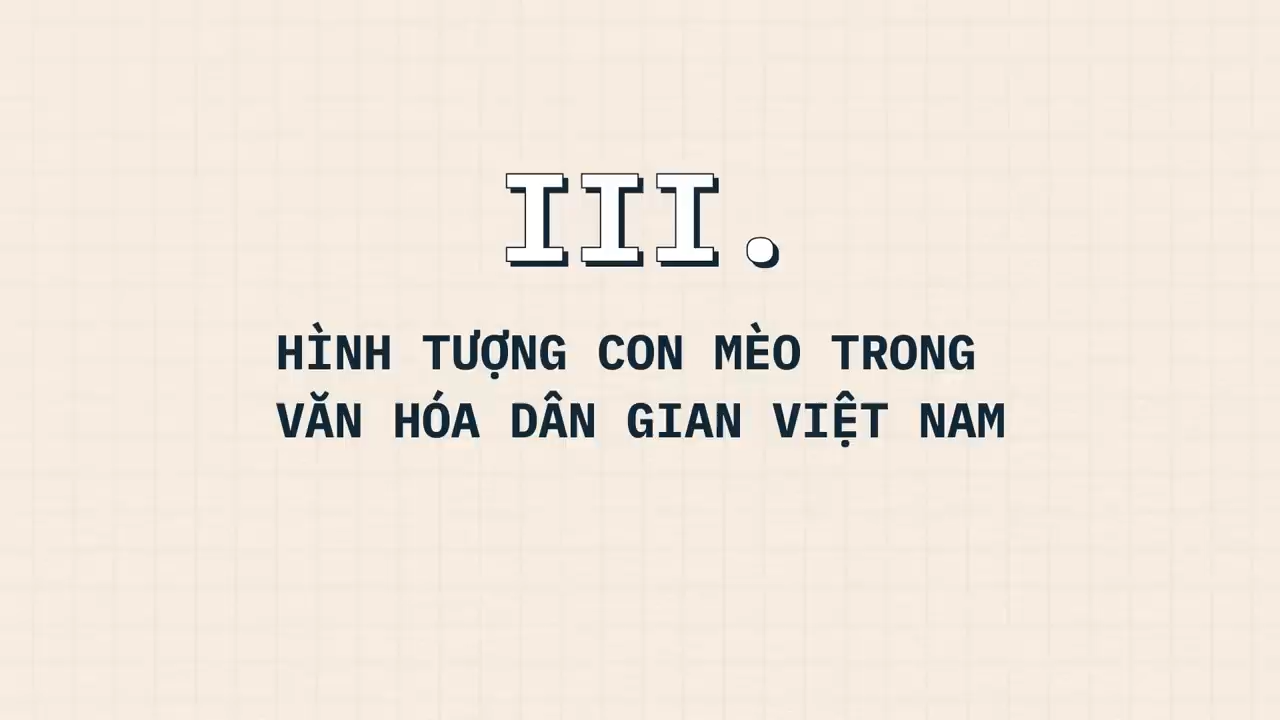 III.
HÌNH TƯỢNG CON MÈO TRONG
VĂN HÓA DÂN GIAN VIỆT NAM